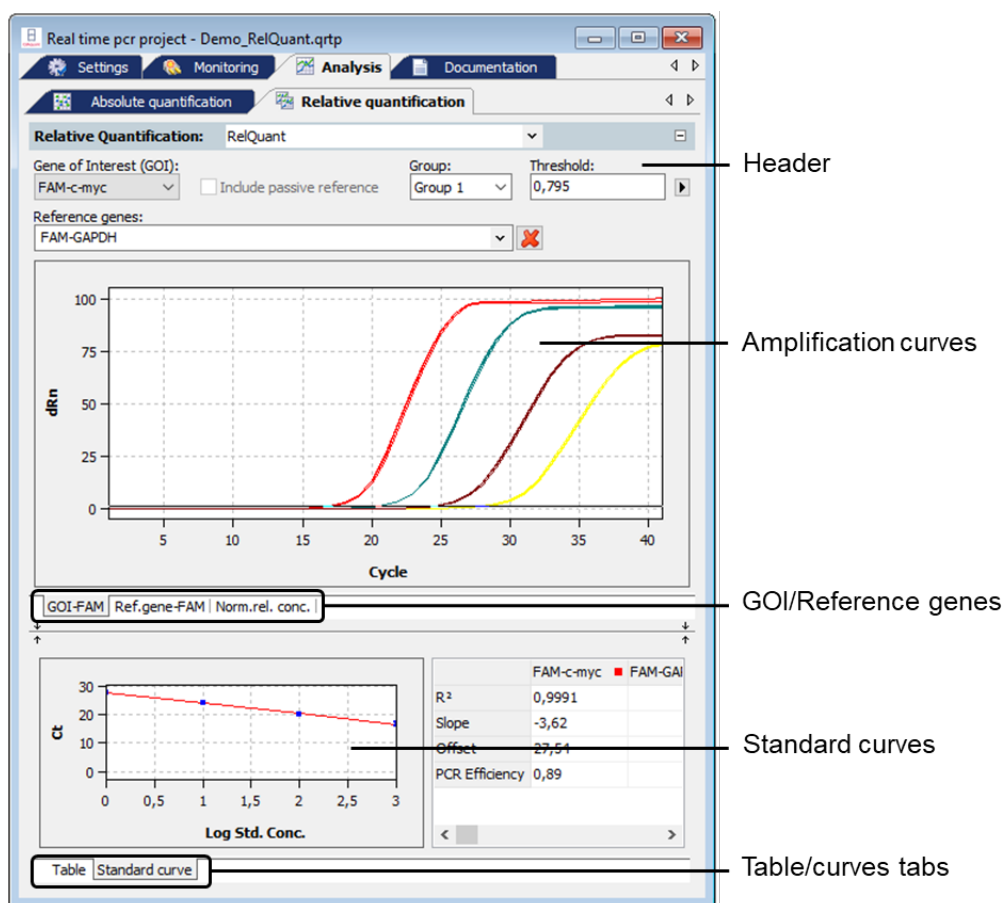 Real time pcr project - Demo_RelQuant.qrtp
Settings Monitoring Analysis Documentation
Absolute quantification Relative quantification
Relative Quantification: RelQuant
Header
Gene of Interest (GOI): Group: Threshold:
FAM-c-myc Include passive reference Group 1 0,795
Reference genes:
FAM-GAPDH
100
75
50
25
0
dRn
5 10 15 20 25 30 35 40
Cycle
Amplification curves
GOI-FAM Ref.gene-FAM Norm.rel. conc.
GOI/Reference genes
30
20
10
0
Ct
0 0,5 1 1,5 2 2,5 3
Log Std. Conc.
FAM-c-myc FAM-GAI
R² 0,9991
Slope -3,62
Offset 27,54
PCR Efficiency 0,89
Standard curves
Table Standard curve
Table/curves tabs